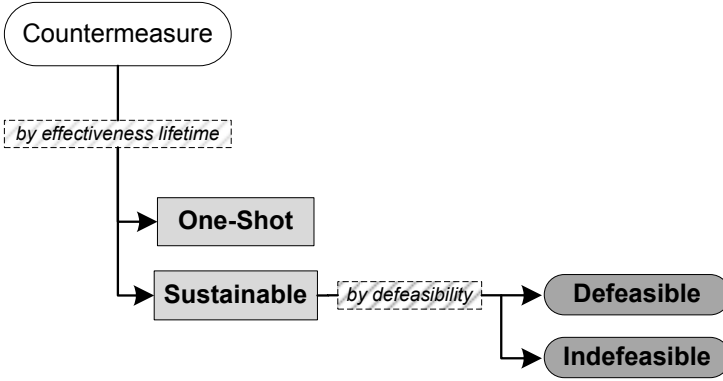 Countermeasure
by effectiveness lifetime
One-Shot
Sustainable
by defeasibility
Defeasible
Indefeasible